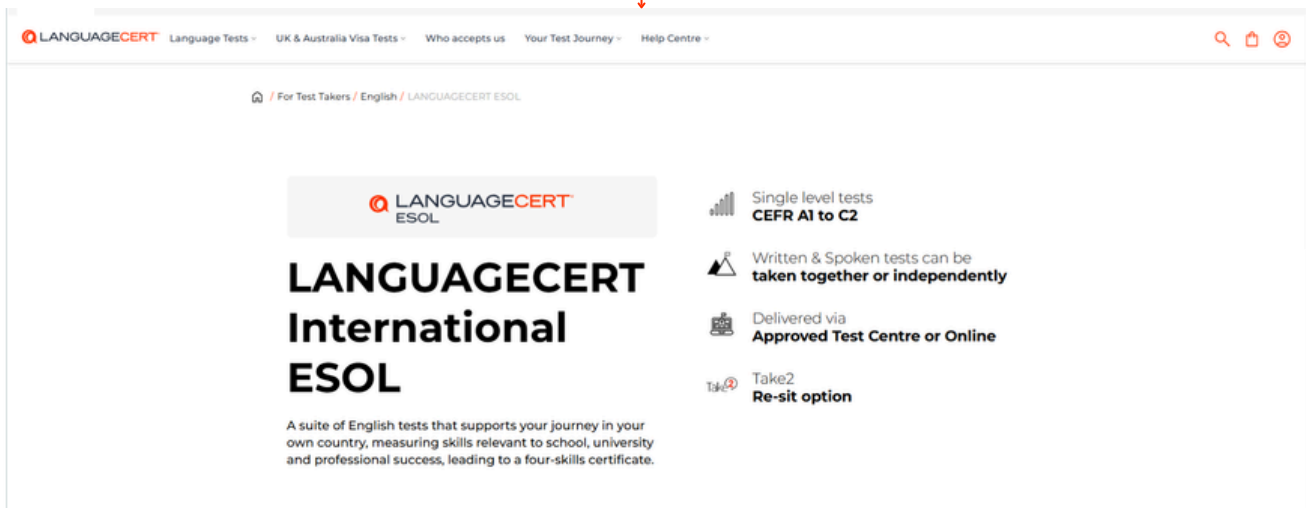 LANGUAGECERT Language Tests UK & Australia Visa Tests Who accepts us Your Test Journey Help Centre
/ For Test Takers / English / LANGUAGECERT ESOL
LANGUAGECERT
ESOL
LANGUAGECERT
International
ESOL
A suite of English tests that supports your journey in your
own country, measuring skills relevant to school, university
and professional success, leading to a four-skills certificate.
Single level tests
CEFR A1 to C2
Written & Spoken tests can be
taken together or independently
Delivered via
Approved Test Centre or Online
Take2
Take2
Re-sit option